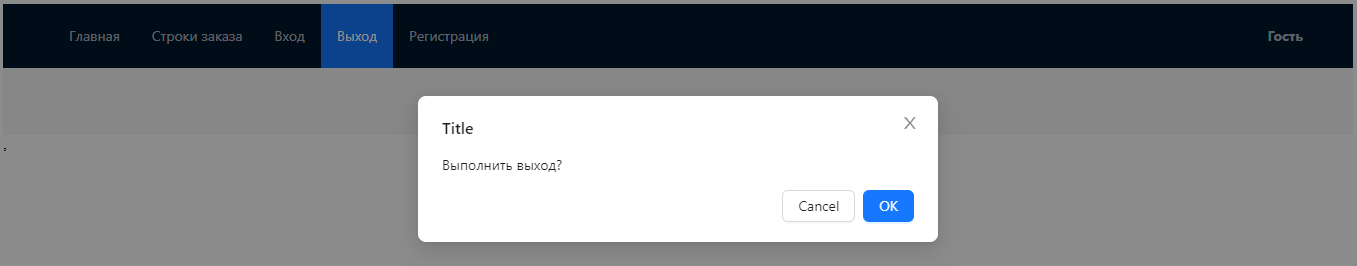 Главная Строки заказа Вход Выход Регистрация Гость
Title
Выполнить выход?
Cancel OK